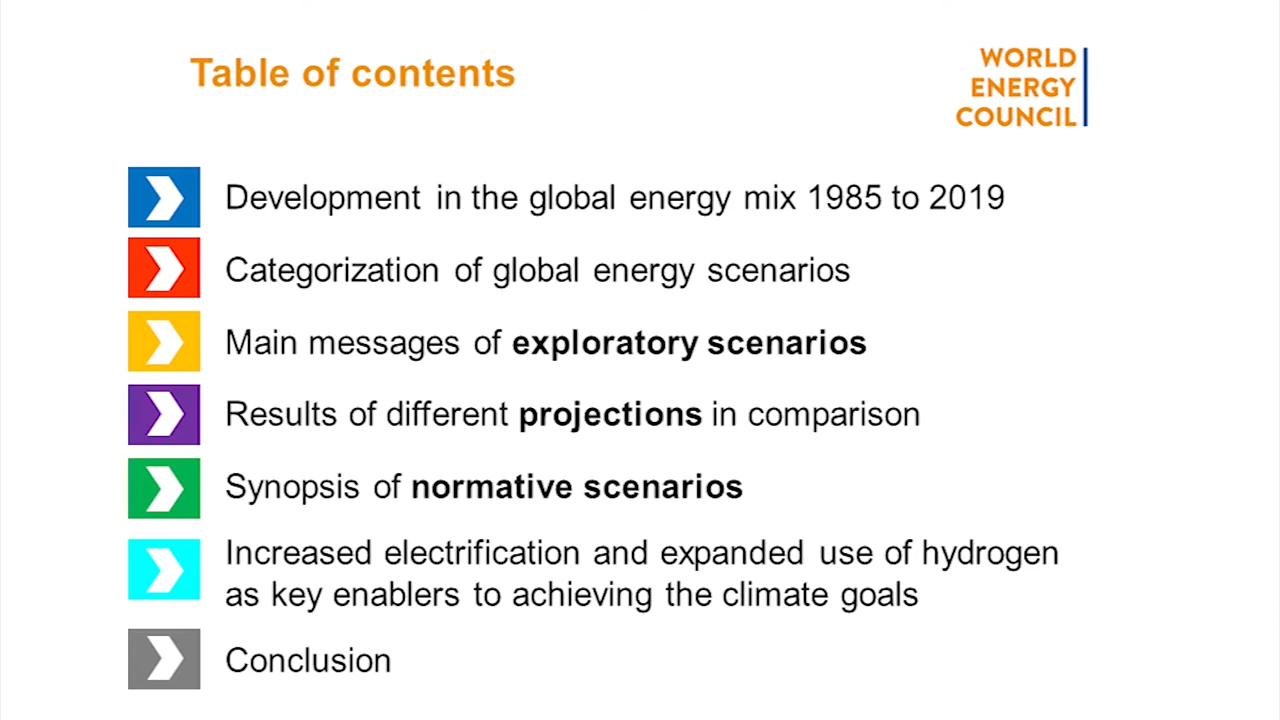 Table of contents
WORLD
ENERGY
COUNCIL
Development in the global energy mix 1985 to 2019
Categorization of global energy scenarios
Main messages of exploratory scenarios
Results of different projections in comparison
Synopsis of normative scenarios
Increased electrification and expanded use of hydrogen
as key enablers to achieving the climate goals
Conclusion